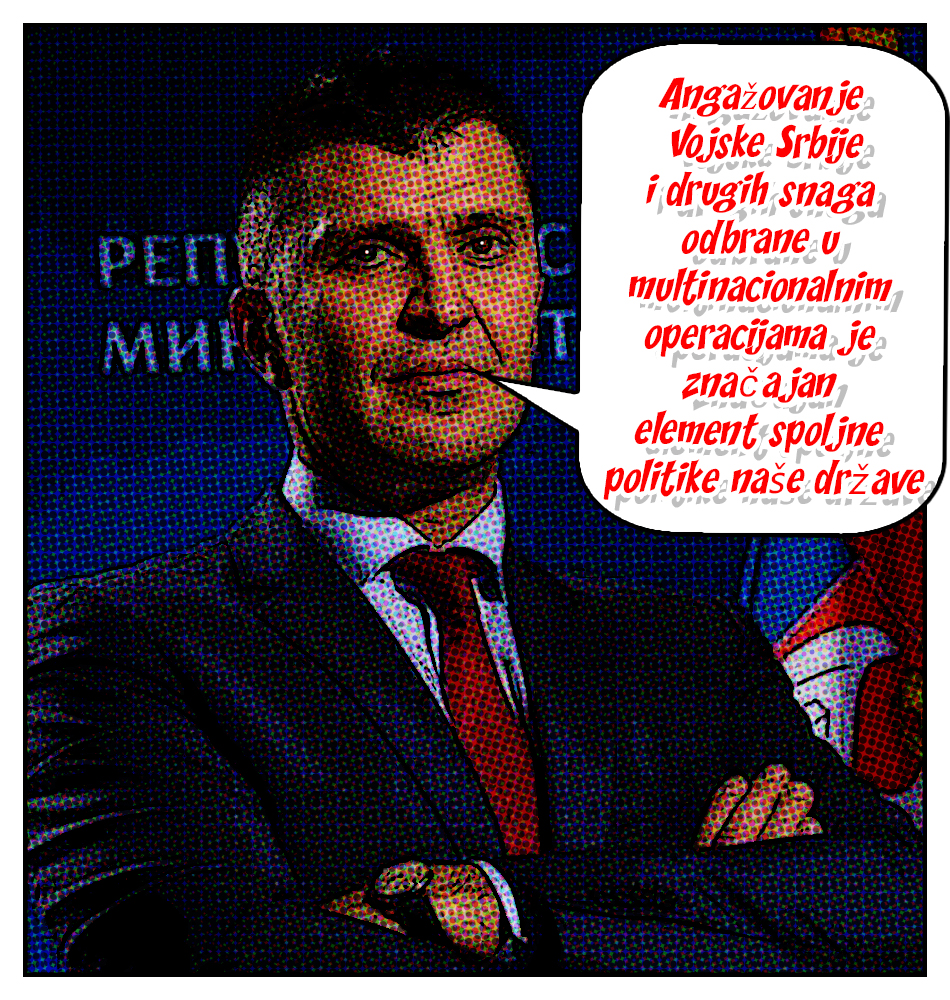 Angažovanje
Vojske Srbije
i drugih snaga
odbrane u
multinacionalnim
operacijama je
značajan
element spoljne
politike naše države